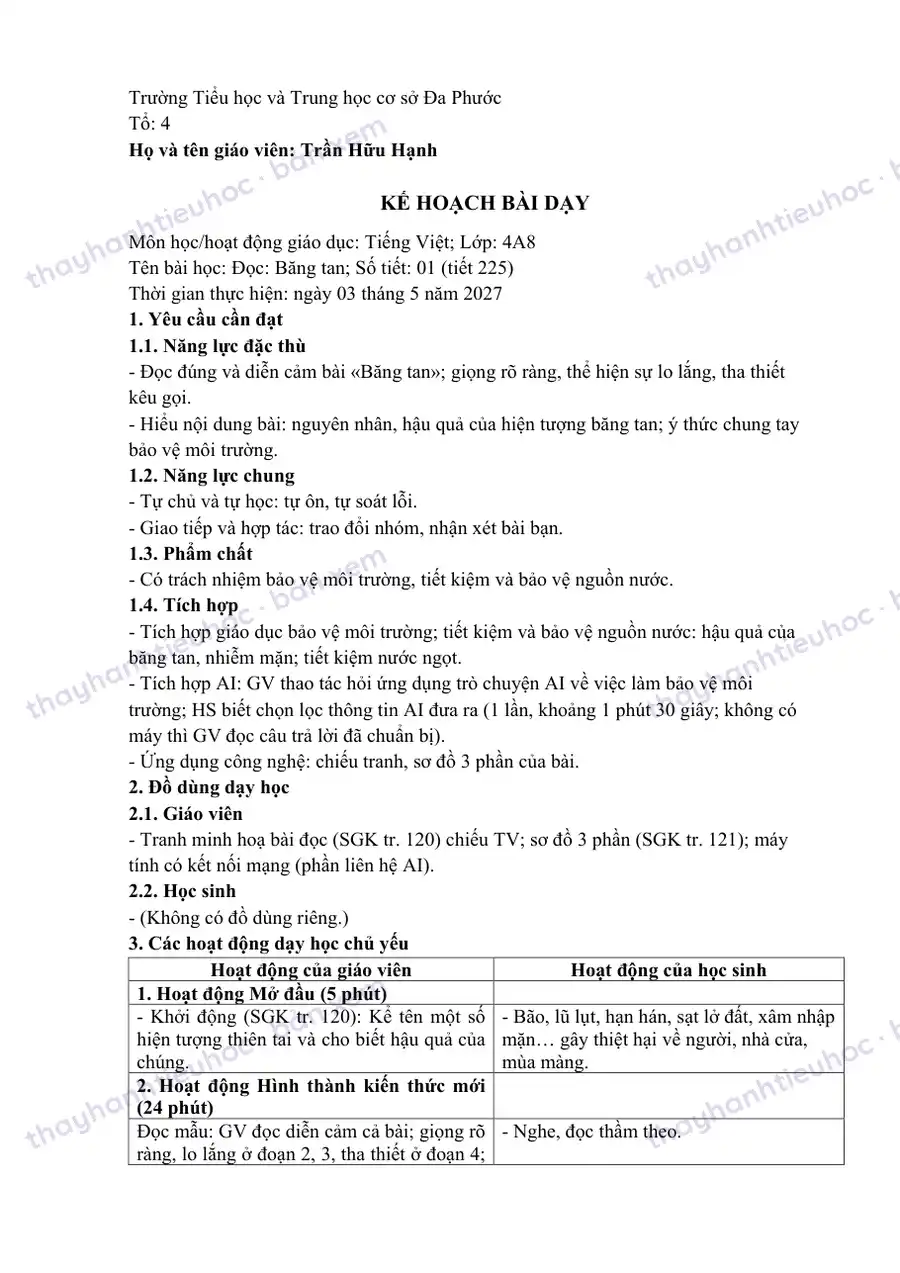 Trường Tiểu học và Trung học cơ sở Đa Phước
Tổ: 4
Họ và tên giáo viên: Trần Hữu Hạnh
KẾ HOẠCH BÀI DẠY
Môn học/hoạt động giáo dục: Tiếng Việt; Lớp: 4A8
Tên bài học: Đọc: Băng tan; Số tiết: 01 (tiết 225)
Thời gian thực hiện: ngày 03 tháng 5 năm 2027
1. Yêu cầu cần đạt
1.1. Năng lực đặc thù
- Đọc đúng và diễn cảm bài «Băng tan»; giọng rõ ràng, thể hiện sự lo lắng, tha thiết
kêu gọi.
- Hiểu nội dung bài: nguyên nhân, hậu quả của hiện tượng băng tan; ý thức chung tay
bảo vệ môi trường.
1.2. Năng lực chung
- Tự chủ và tự học: tự ôn, tự soát lỗi.
- Giao tiếp và hợp tác: trao đổi nhóm, nhận xét bài bạn.
1.3. Phẩm chất
- Có trách nhiệm bảo vệ môi trường, tiết kiệm và bảo vệ nguồn nước.
1.4. Tích hợp
- Tích hợp giáo dục bảo vệ môi trường; tiết kiệm và bảo vệ nguồn nước: hậu quả của
băng tan, nhiễm mặn; tiết kiệm nước ngọt.
- Tích hợp AI: GV thao tác hỏi ứng dụng trò chuyện AI về việc làm bảo vệ môi
trường; HS biết chọn lọc thông tin AI đưa ra (1 lần, khoảng 1 phút 30 giây; không có
máy thì GV đọc câu trả lời đã chuẩn bị).
- Ứng dụng công nghệ: chiếu tranh, sơ đồ 3 phần của bài.
2. Đồ dùng dạy học
2.1. Giáo viên
- Tranh minh hoạ bài đọc (SGK tr. 120) chiếu TV; sơ đồ 3 phần (SGK tr. 121); máy
tính có kết nối mạng (phần liên hệ AI).
2.2. Học sinh
- (Không có đồ dùng riêng.)
3. Các hoạt động dạy học chủ yếu
Hoạt động của giáo viên
Hoạt động của học sinh
1. Hoạt động Mở đầu (5 phút)
- Khởi động (SGK tr. 120): Kể tên một số
hiện tượng thiên tai và cho biết hậu quả của
chúng.
- Bão, lũ lụt, hạn hán, sạt lở đất, xâm nhập
mặn… gây thiệt hại về người, nhà cửa,
mùa màng.
2. Hoạt động Hình thành kiến thức mới
(24 phút)
Đọc mẫu: GV đọc diễn cảm cả bài; giọng rõ
ràng, lo lắng ở đoạn 2, 3, tha thiết ở đoạn 4;
- Nghe, đọc thầm theo.
thayhanhtieuhoc · bản xem
thayhanhtieuhoc · b
thayhanhtieuhoc · bản xem
thayhanhtieuhoc · b
thayhanhtieuhoc · bản xem
thayhanhtieuhoc · b